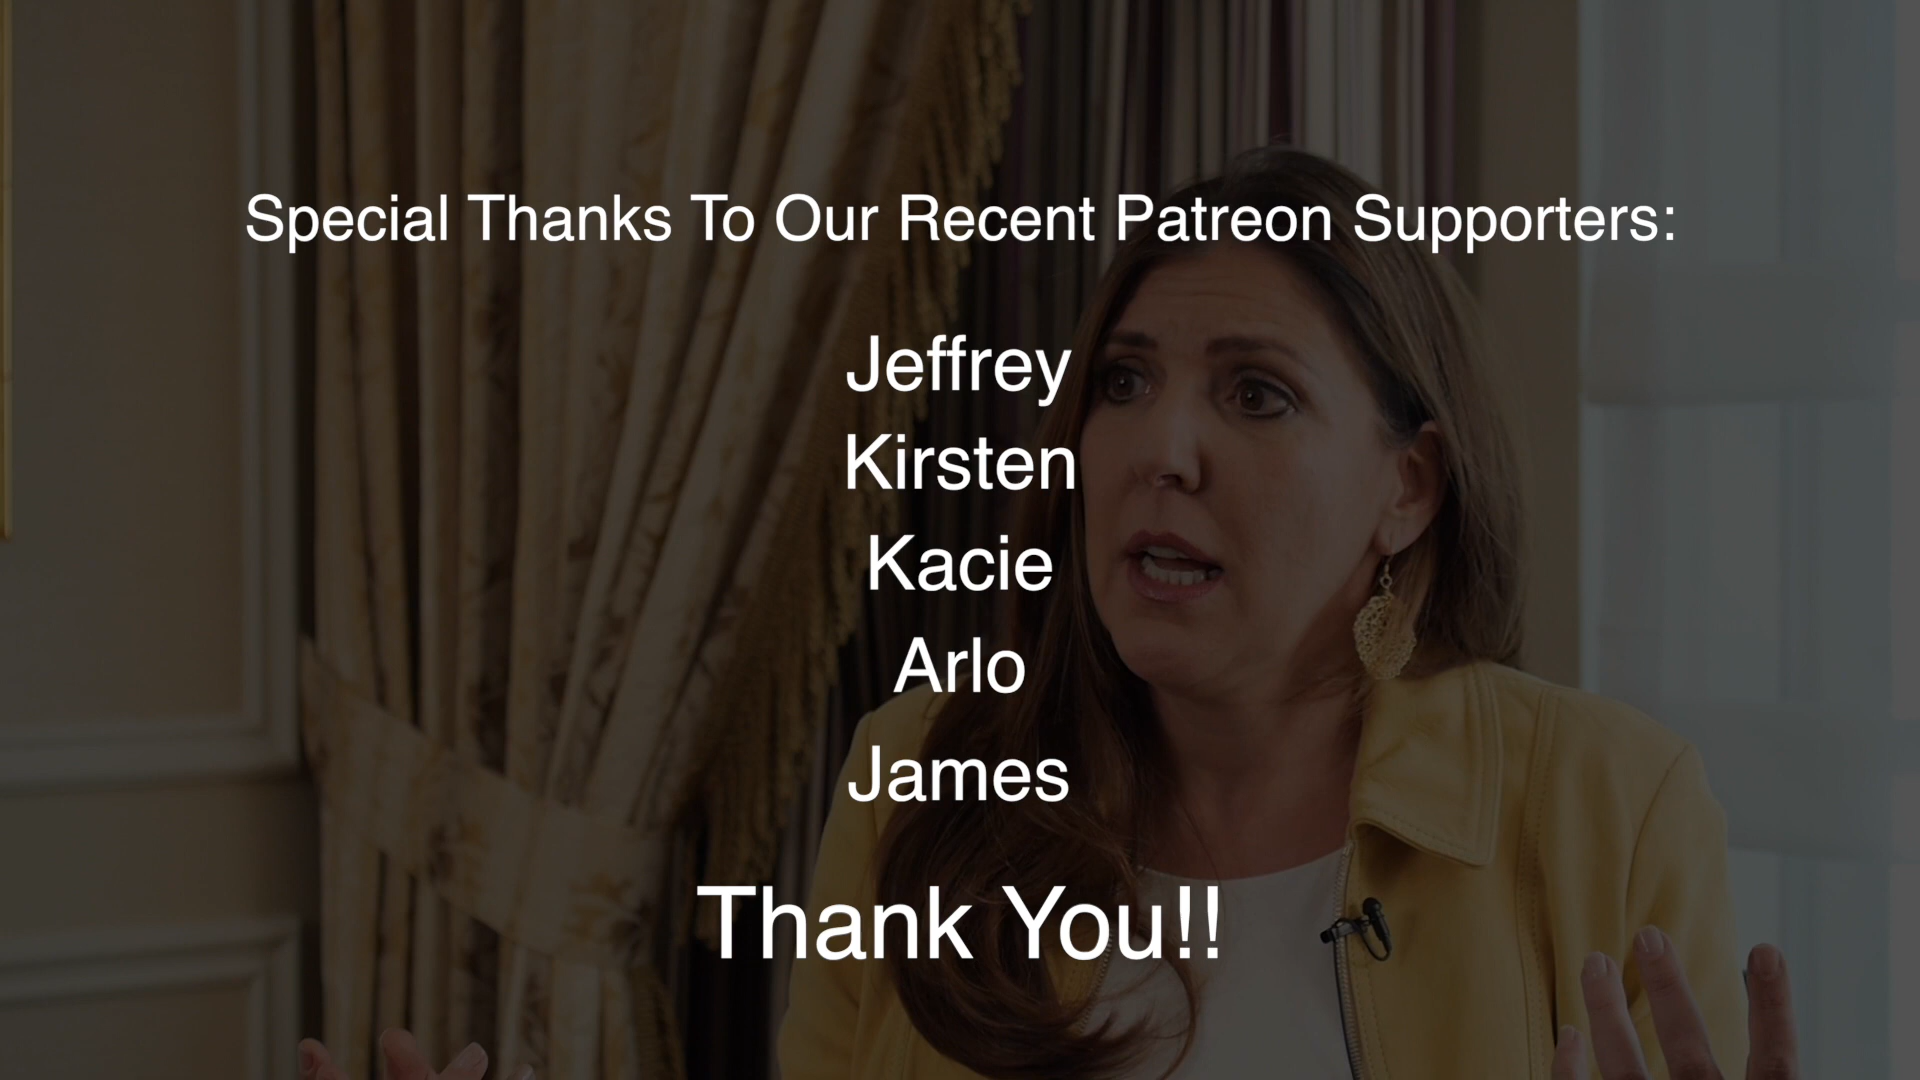 Special Thanks To Our Recent Patreon Supporters:
Jeffrey
Kirsten
Kacie
Arlo
James
Thank You!!